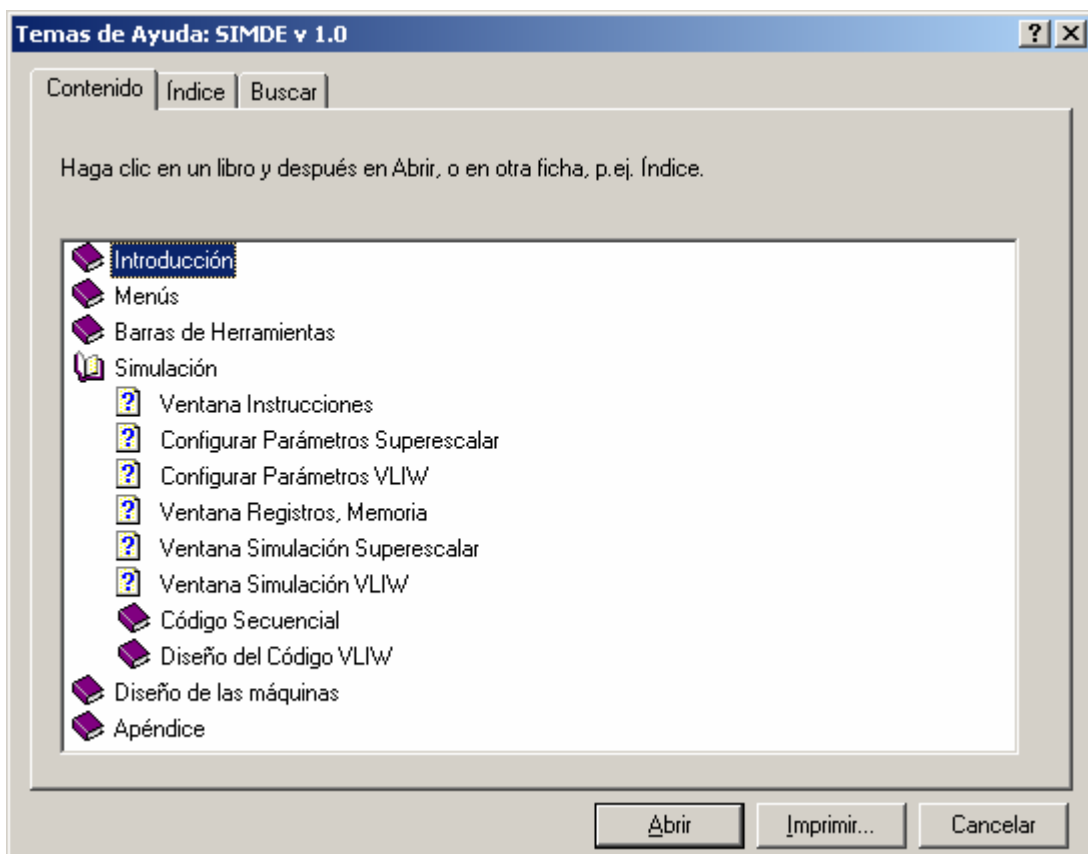 Temas de Ayuda: SIMDE v 1.0
Contenido Índice Buscar
Haga clic en un libro y después en Abrir, o en otra ficha, p.ej. Índice.
Introducción
Menús
Barras de Herramientas
Simulación
Ventana Instrucciones
Configurar Parámetros Superescalar
Configurar Parámetros VLIW
Ventana Registros, Memoria
Ventana Simulación Superescalar
Ventana Simulación VLIW
Código Secuencial
Diseño del Código VLIW
Diseño de las máquinas
Apéndice
Abrir Imprimir... Cancelar